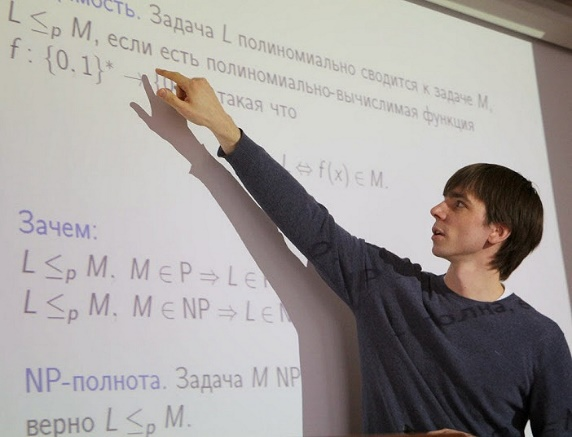 Задача L полиномиально сводится к задаче M,
L ≤p M, если есть полиномиально-вычислимая функция
f : {0, 1}* → такая что
L ⇔ f(x) ∈ M.
Зачем:
L ≤p M, M ∈ P ⇒ L ∈
L ≤p M, M ∈ NP ⇒ L ∈
NP-полнота. Задача M NP
верно L ≤p M.